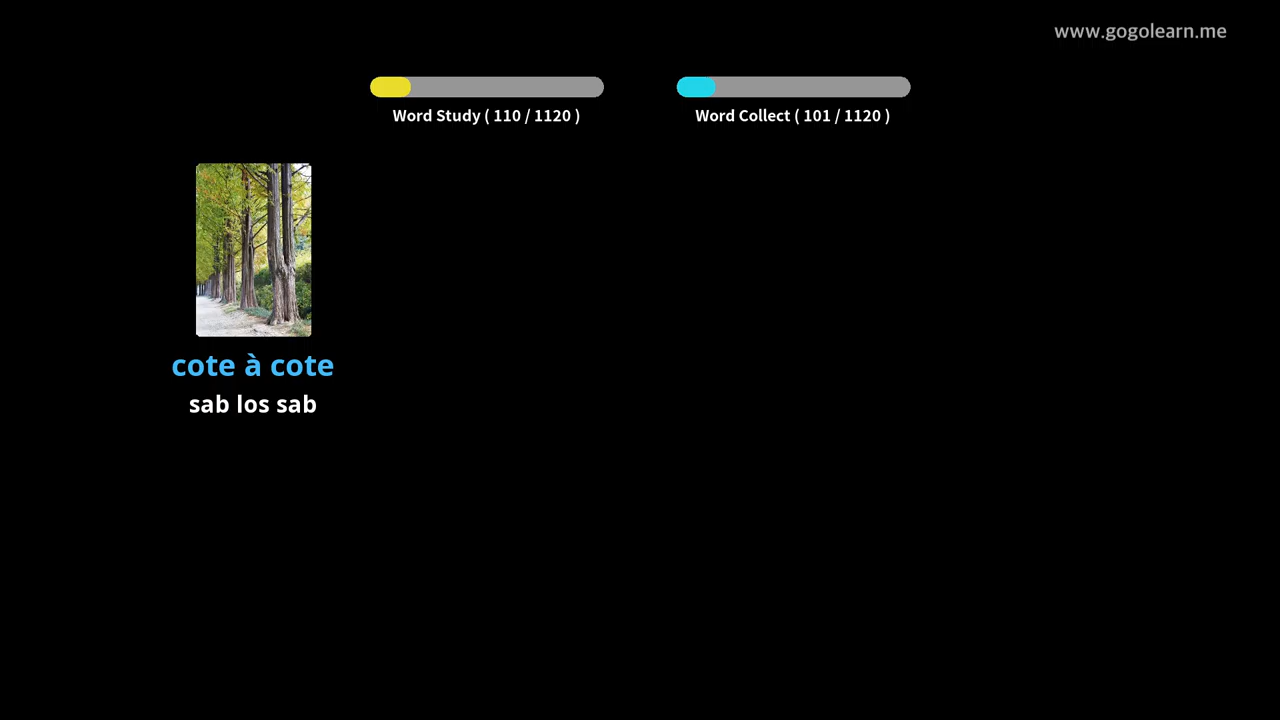 www.gogolearn.me
Word Study ( 110 / 1120 )
Word Collect ( 101 / 1120 )
cote à cote
sab los sab